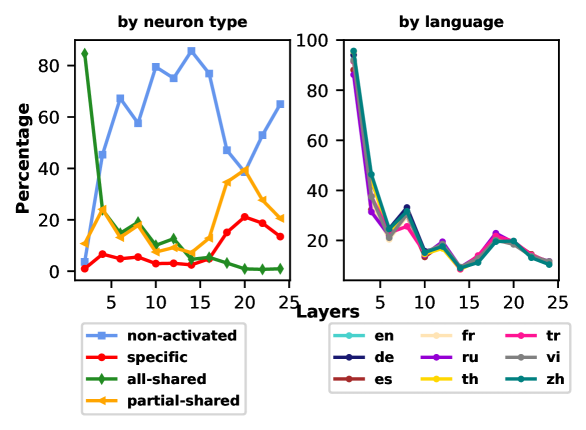 by neuron type
by language
Percentage
80
60
40
20
0
5 10 15 20 25
100
80
60
40
20
5 10 15 20 25
Layers
non-activated
specific
all-shared
partial-shared
en fr tr
de ru vi
es th zh